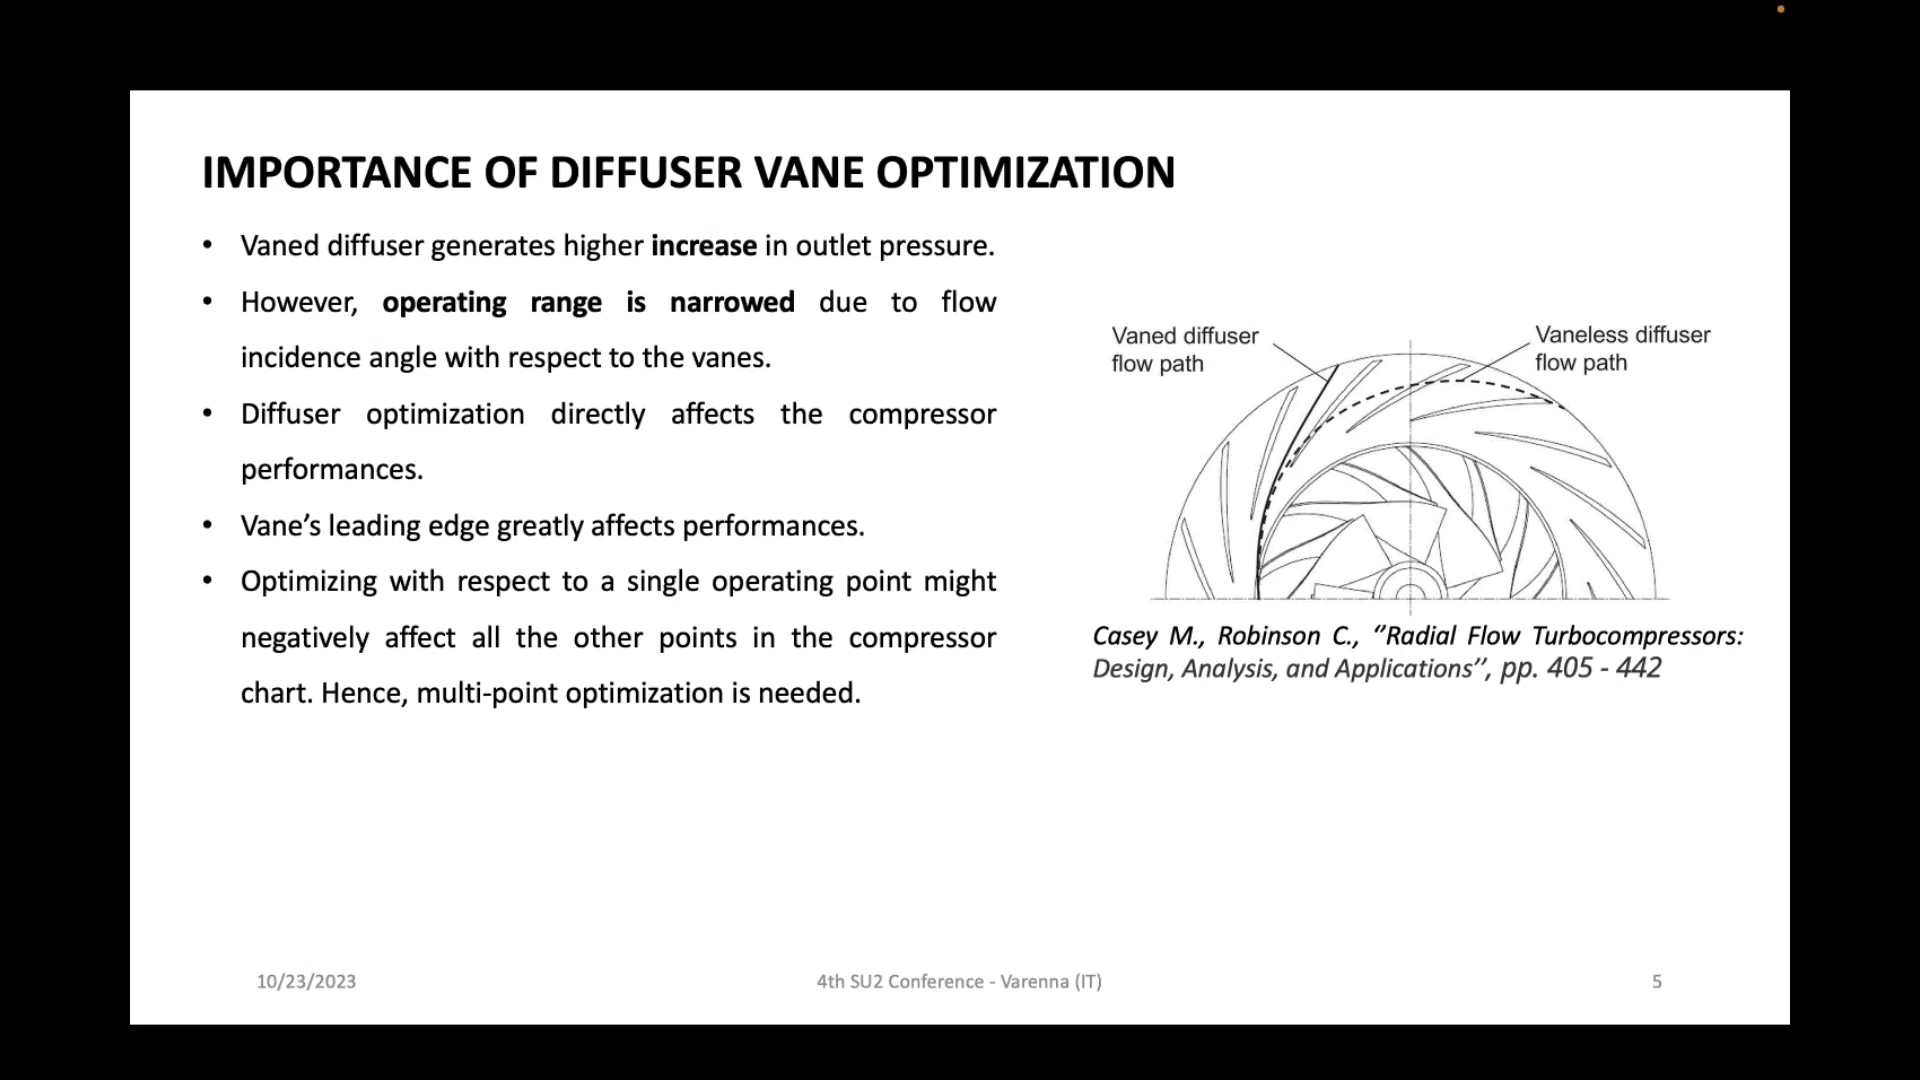 IMPORTANCE OF DIFFUSER VANE OPTIMIZATION
• Vaned diffuser generates higher increase in outlet pressure.
• However, operating range is narrowed due to flow
incidence angle with respect to the vanes.
• Diffuser optimization directly affects the compressor
performances.
• Vane’s leading edge greatly affects performances.
• Optimizing with respect to a single operating point might
negatively affect all the other points in the compressor
chart. Hence, multi-point optimization is needed.
Vaned diffuser
flow path
Vaneless diffuser
flow path
Casey M., Robinson C., ‘’Radial Flow Turbocompressors:
Design, Analysis, and Applications’’, pp. 405 - 442
10/23/2023
4th SU2 Conference - Varenna (IT)
5